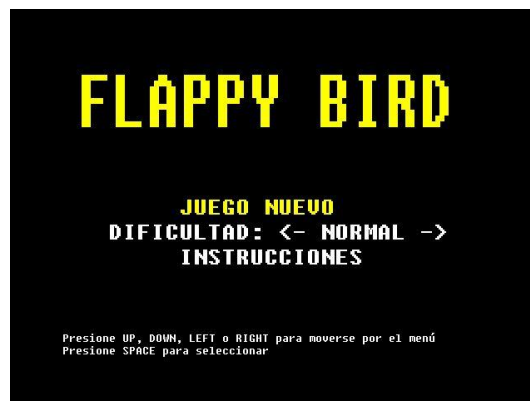 FLAPPY BIRD
JUEGO NUEVO
DIFICULTAD: <- NORMAL ->
INSTRUCCIONES
Presione UP, DOWN, LEFT o RIGHT para moverse por el menú
Presione SPACE para seleccionar